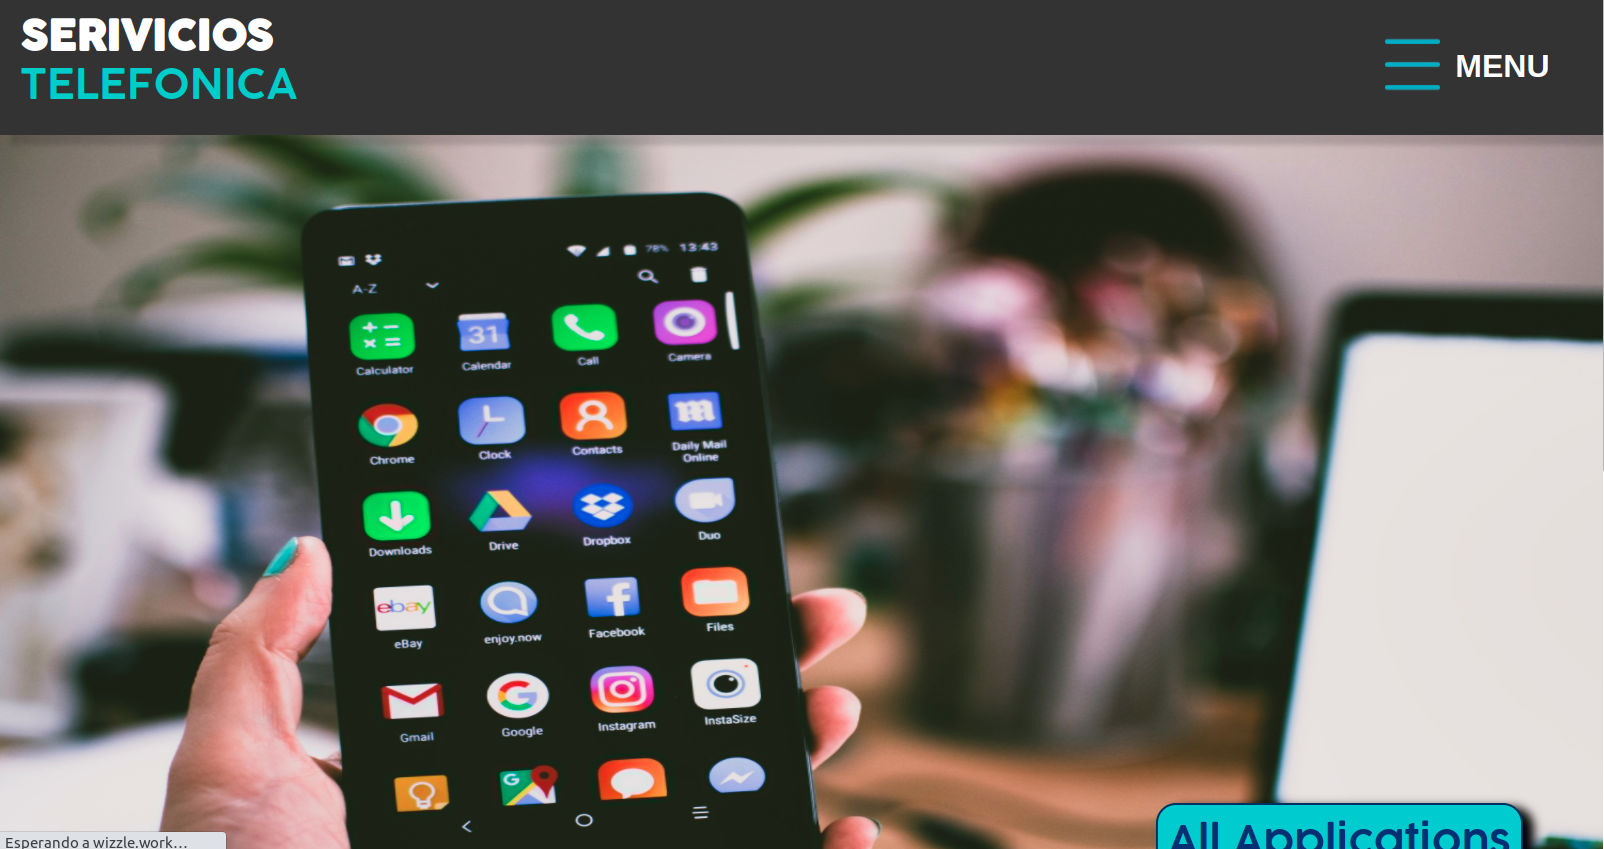 SERIVICIOS
TELEFONICA
MENU
78% 13:43
A-Z
31
Calculator Calendar Call Camera
Chrome Clock Contacts Daily Mail Online
Downloads Drive Dropbox Duo
ebay
eBay enjoy.now Facebook Files
Gmail Google Instagram InstaSize
All Applications
Esperando a wizzle.work...